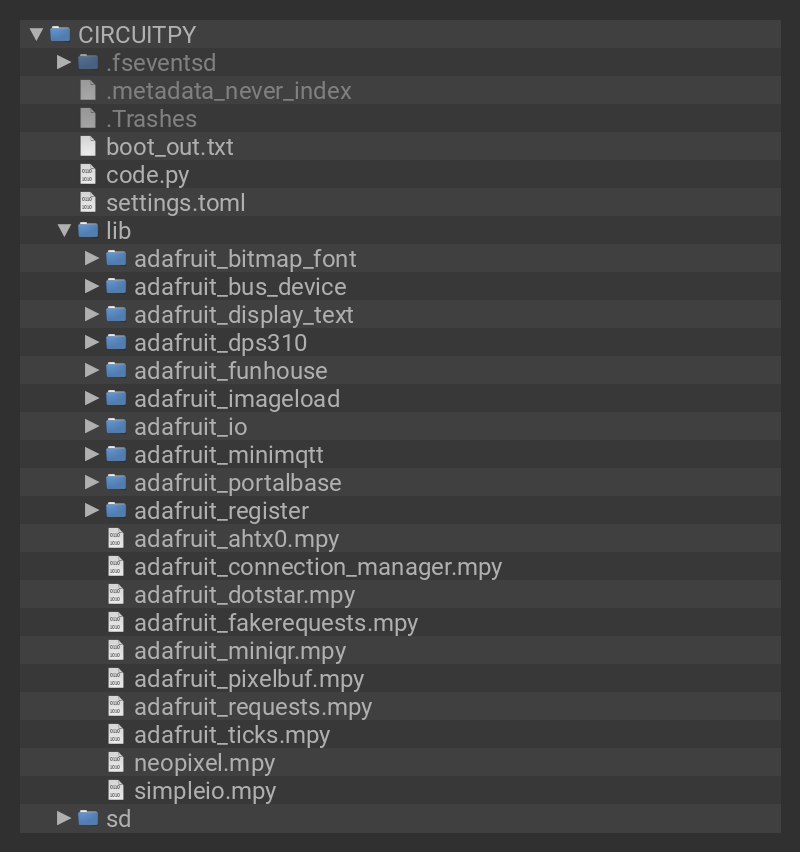 CIRCUITPY
.fseventsd
.metadata_never_index
.Trashes
boot_out.txt
code.py
settings.toml
lib
adafruit_bitmap_font
adafruit_bus_device
adafruit_display_text
adafruit_dps310
adafruit_funhouse
adafruit_imageload
adafruit_io
adafruit_minimqtt
adafruit_portalbase
adafruit_register
adafruit_ahtx0.mpy
adafruit_connection_manager.mpy
adafruit_dotstar.mpy
adafruit_fakerequests.mpy
adafruit_miniqr.mpy
adafruit_pixelbuf.mpy
adafruit_requests.mpy
adafruit_ticks.mpy
neopixel.mpy
simpleio.mpy
sd